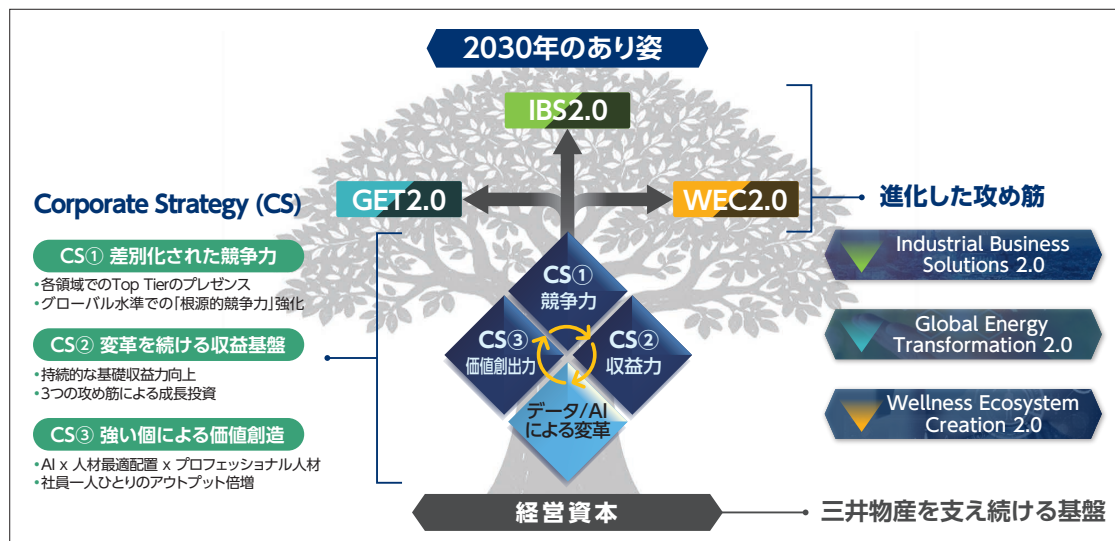 2030年のあり姿
IBS2.0
GET2.0
WEC2.0
Corporate Strategy (CS)
CS① 差別化された競争力
•各領域でのTop Tierのプレゼンス
•グローバル水準での「根源的競争力」強化
CS② 変革を続ける収益基盤
•持続的な基礎収益力向上
•3つの攻め筋による成長投資
CS③ 強い個による価値創造
•AI x 人材最適配置 x プロフェッショナル人材
•社員一人ひとりのアウトプット倍増
CS①
競争力
CS③
価値創出力
CS②
収益力
データ/AI
による変革
経営資本
進化した攻め筋
Industrial Business
Solutions 2.0
Global Energy
Transformation 2.0
Wellness Ecosystem
Creation 2.0
三井物産を支え続ける基盤